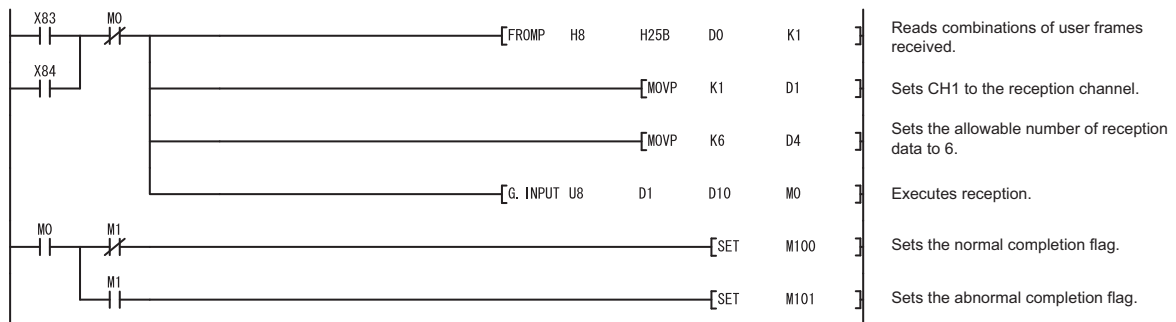 X83 M0
[FROMP H8 H25B D0 K1 ]
Reads combinations of user frames
received.
X84
[MOVP K1 D1 ]
Sets CH1 to the reception channel.
[MOVP K6 D4 ]
Sets the allowable number of reception
data to 6.
[G. INPUT U8 D1 D10 M0 ]
Executes reception.
M0 M1
[SET M100 ]
Sets the normal completion flag.
M1
[SET M101 ]
Sets the abnormal completion flag.